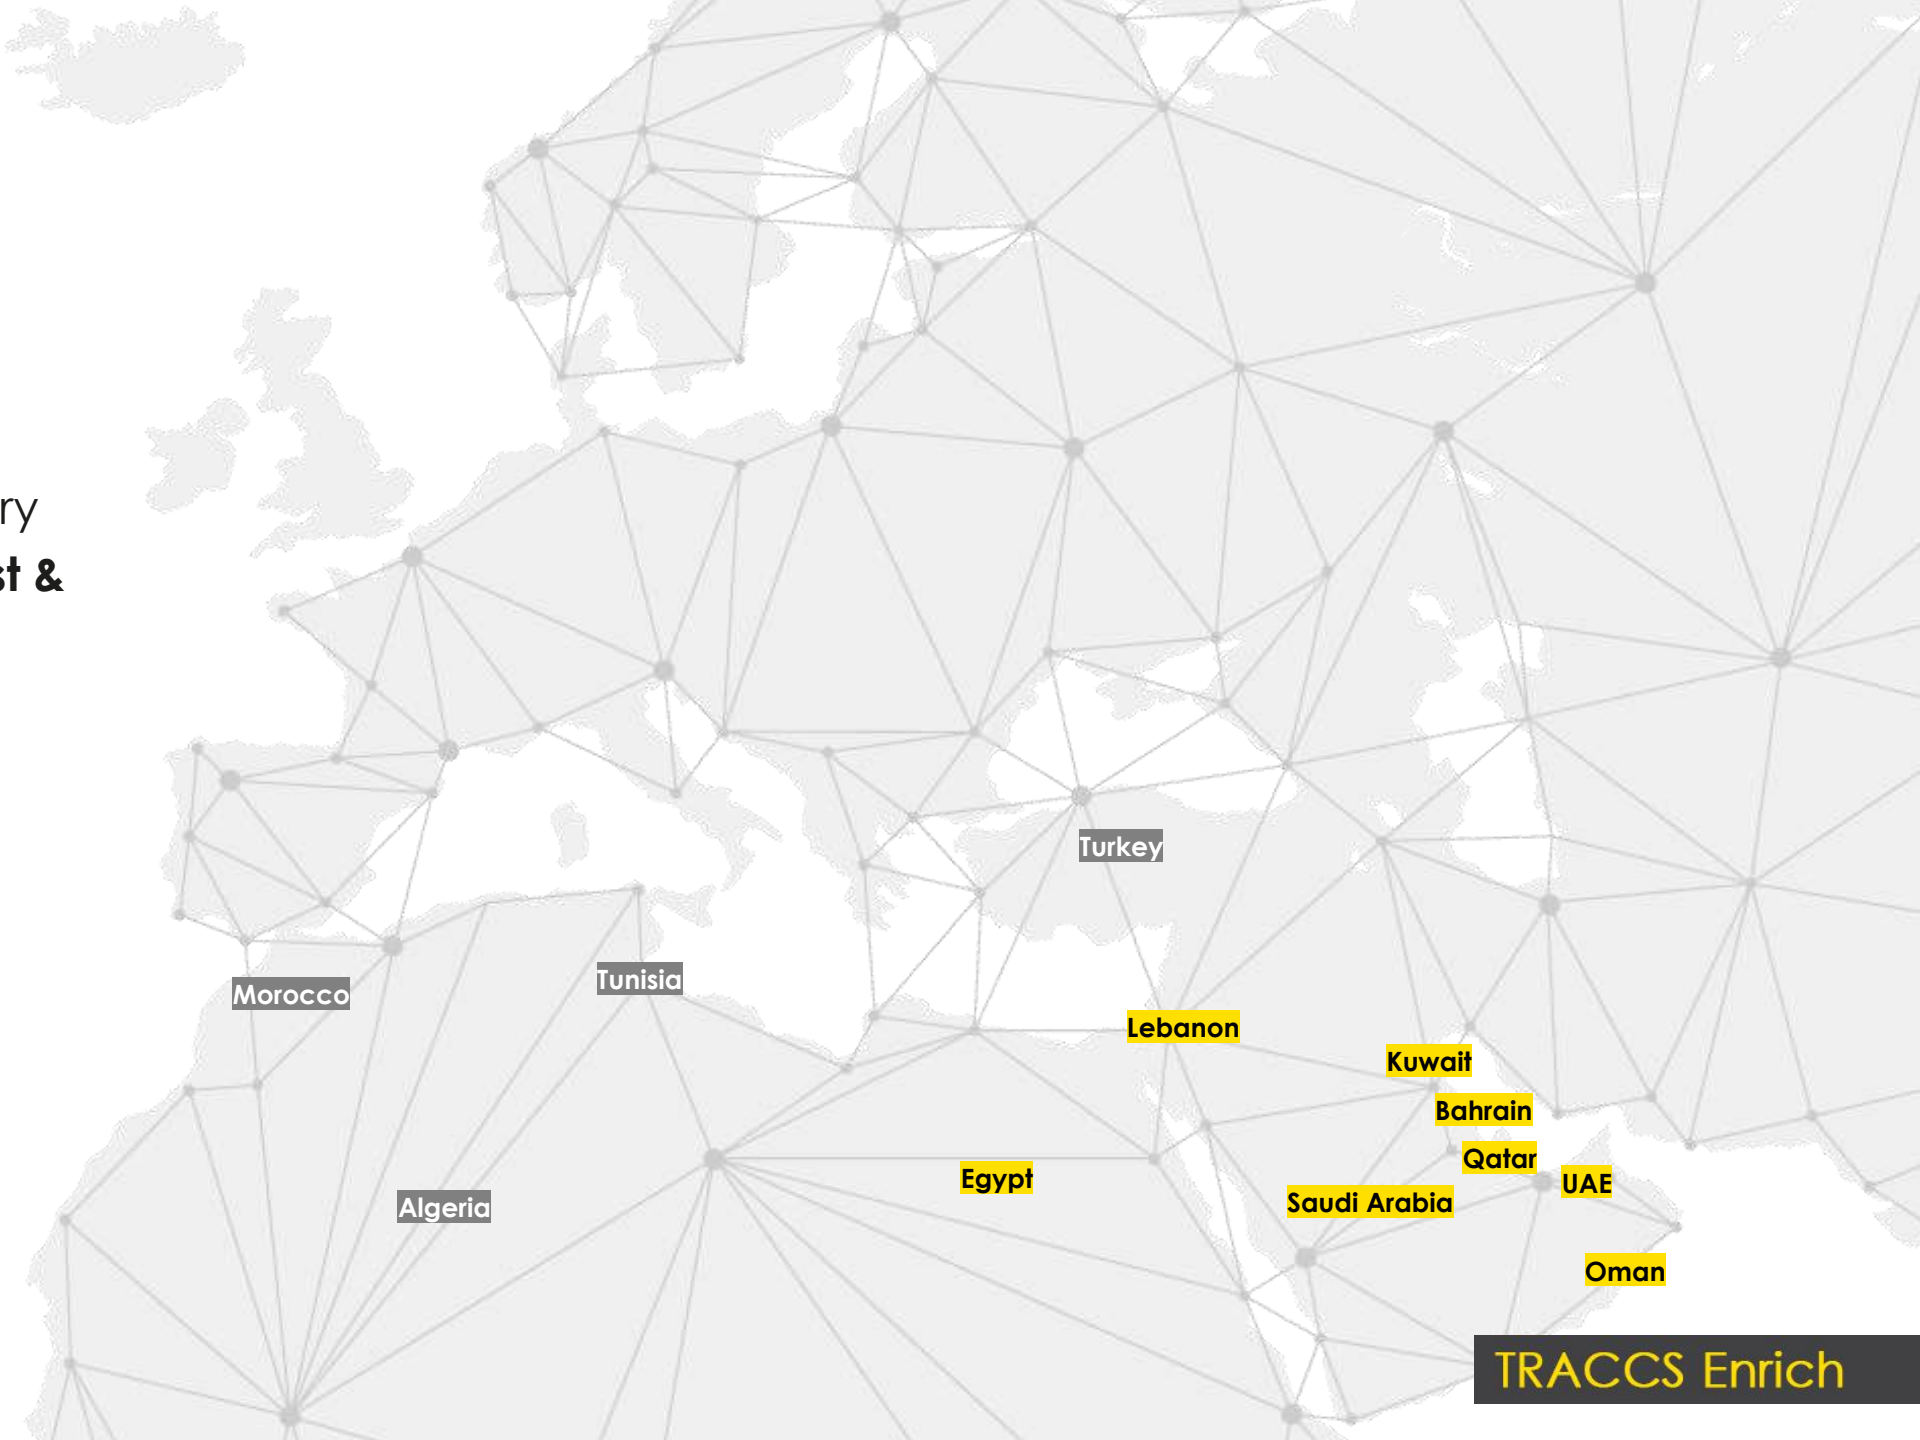 ry
st &
Turkey
Tunisia
Morocco
Lebanon
Kuwait
Bahrain
Qatar
Egypt
UAE
Saudi Arabia
Algeria
Oman
TRACCS Enrich